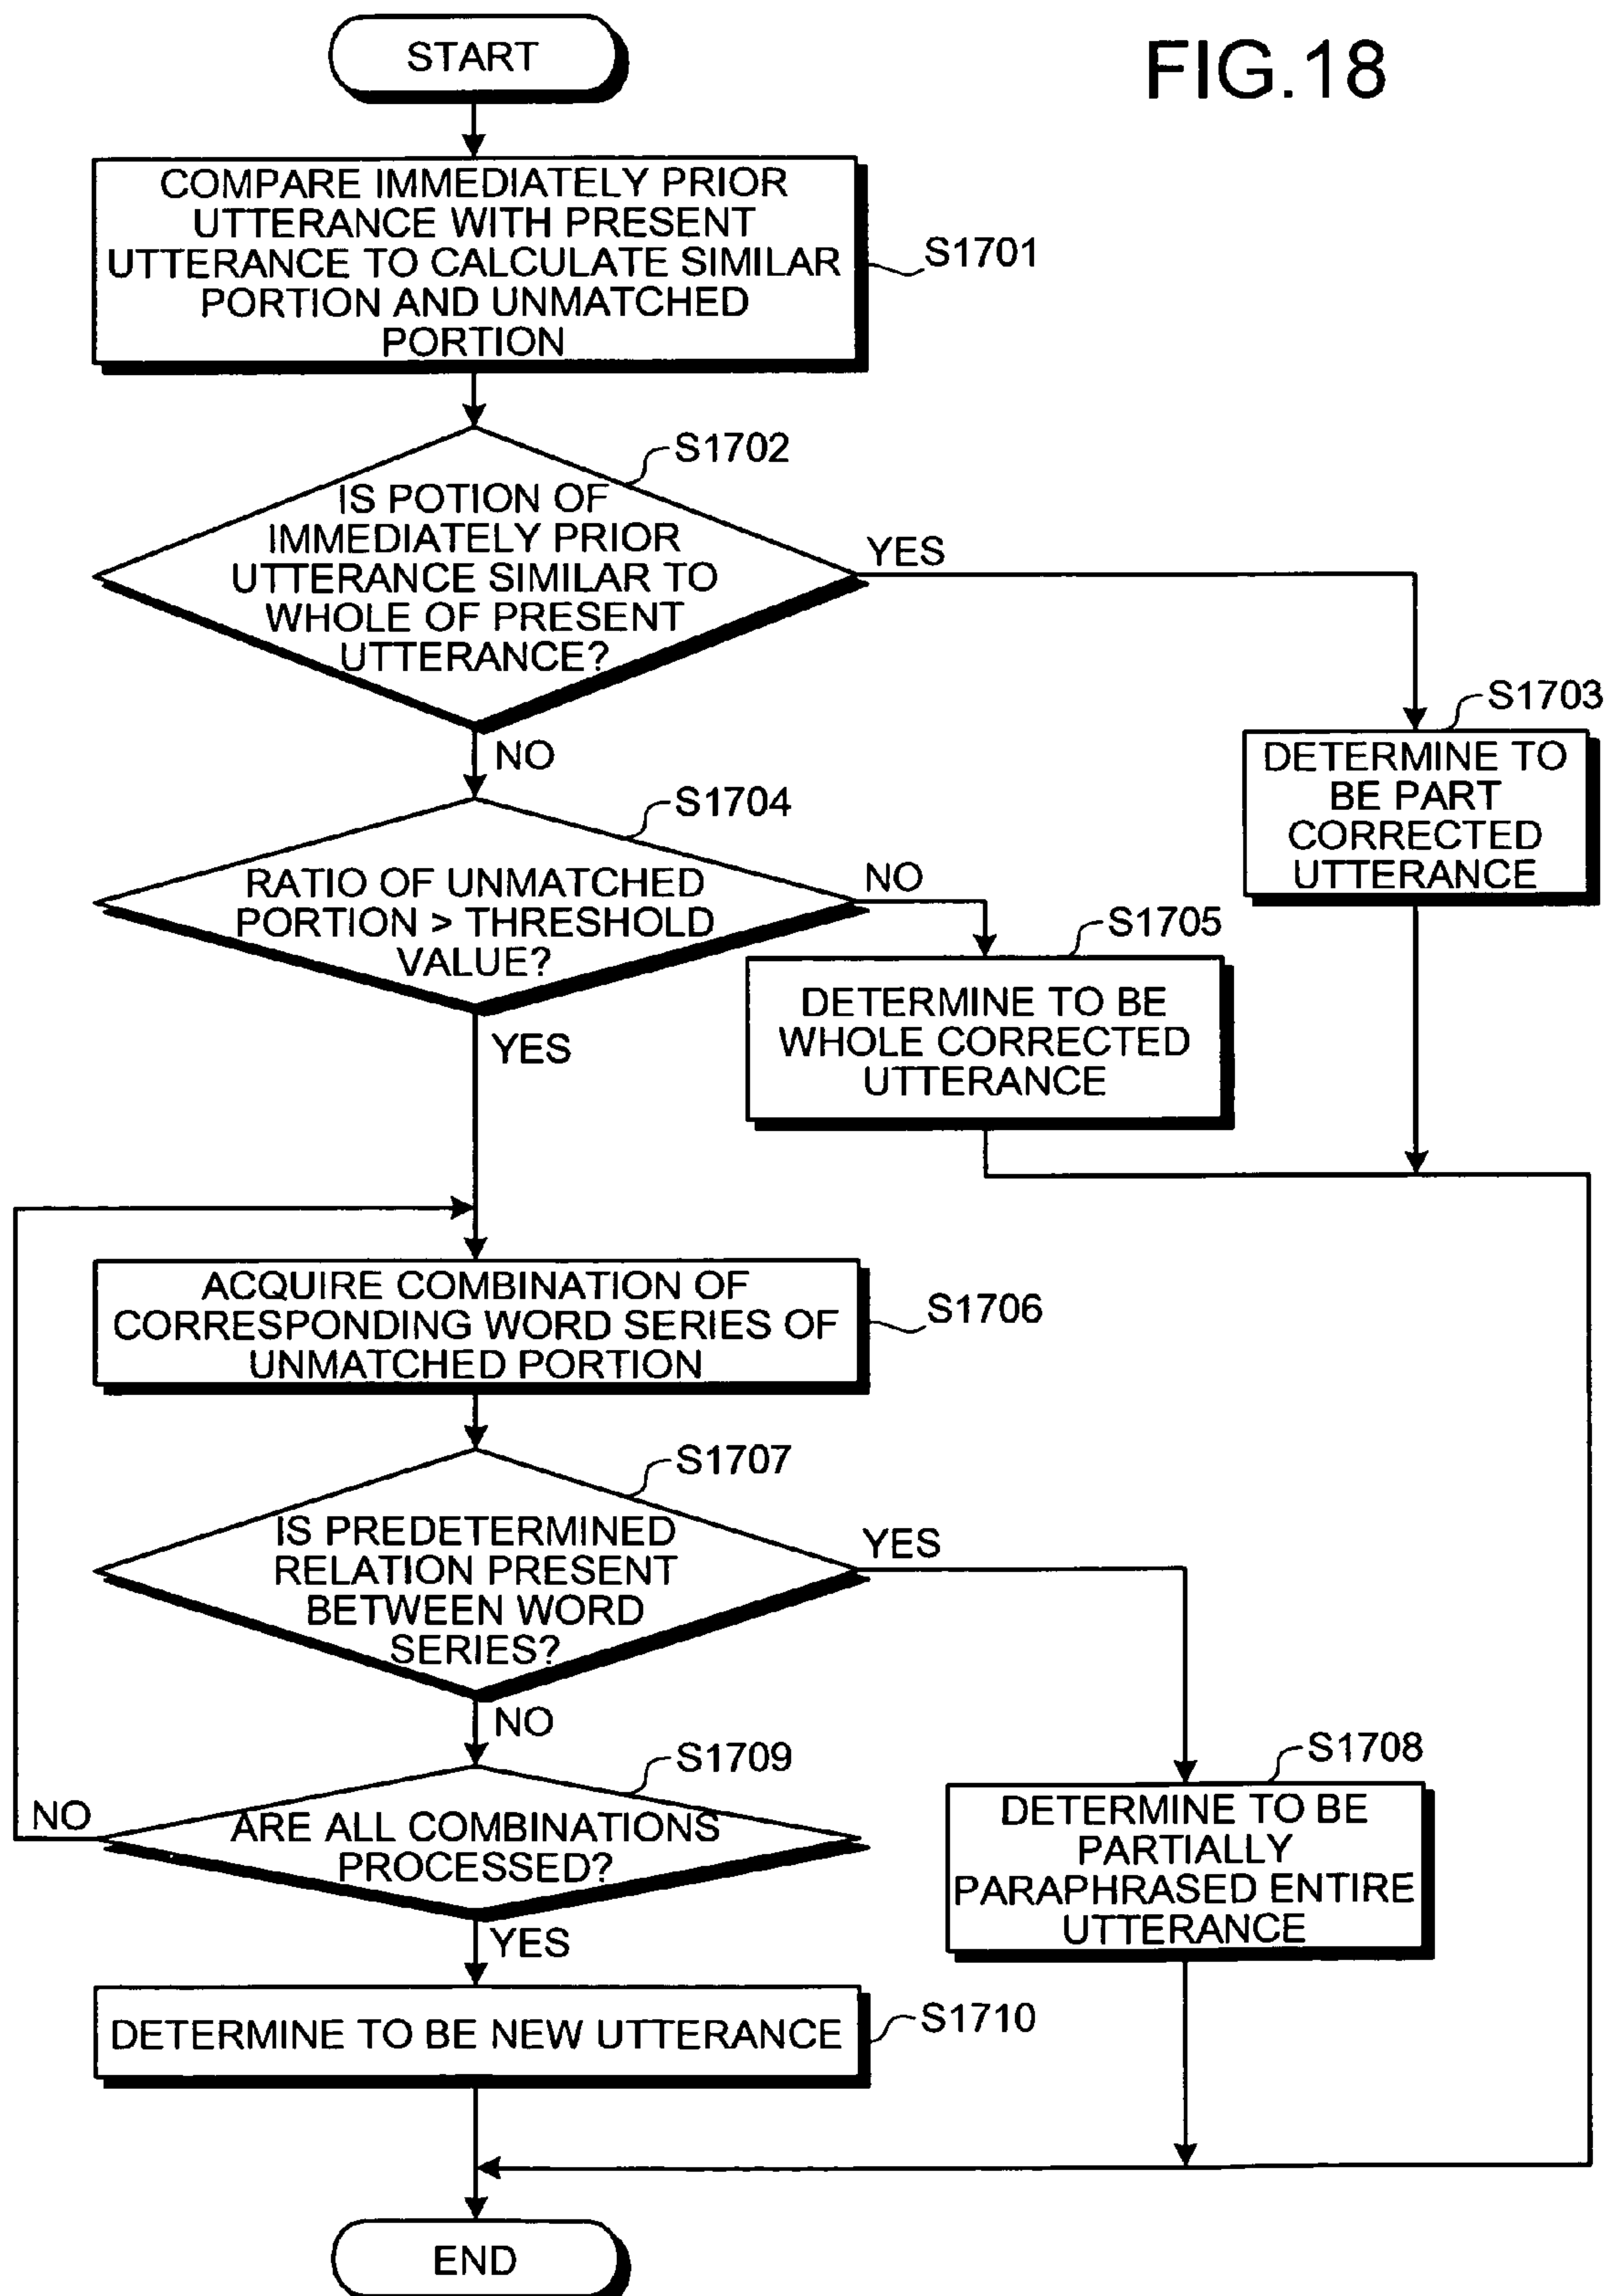 FIG.18
START
COMPARE IMMEDIATELY PRIOR
UTTERANCE WITH PRESENT
UTTERANCE TO CALCULATE SIMILAR
PORTION AND UNMATCHED
PORTION
S1701
S1702
IS POTION OF
IMMEDIATELY PRIOR
UTTERANCE SIMILAR TO
WHOLE OF PRESENT
UTTERANCE?
YES
NO
S1703
DETERMINE TO
BE PART
CORRECTED
UTTERANCE
S1704
RATIO OF UNMATCHED
PORTION > THRESHOLD
VALUE?
NO
YES
S1705
DETERMINE TO BE
WHOLE CORRECTED
UTTERANCE
ACQUIRE COMBINATION OF
CORRESPONDING WORD SERIES OF
UNMATCHED PORTION
S1706
S1707
IS PREDETERMINED
RELATION PRESENT
BETWEEN WORD
SERIES?
YES
NO
S1708
DETERMINE TO BE
PARTIALLY
PARAPHRASED ENTIRE
UTTERANCE
S1709
ARE ALL COMBINATIONS
PROCESSED?
NO
YES
DETERMINE TO BE NEW UTTERANCE
S1710
END